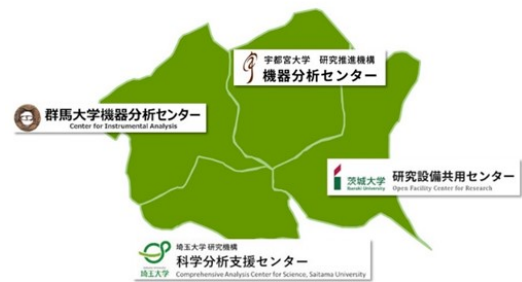 宇都宮大学 研究推進機構
機器分析センター
群馬大学機器分析センター
Center for Instrumental Analysis
茨城大学
Ibaraki University
研究設備共用センター
Open Facility Center for Research
埼玉大学 研究機構
科学分析支援センター
埼玉大学
Comprehensive Analysis Center for Science, Saitama University